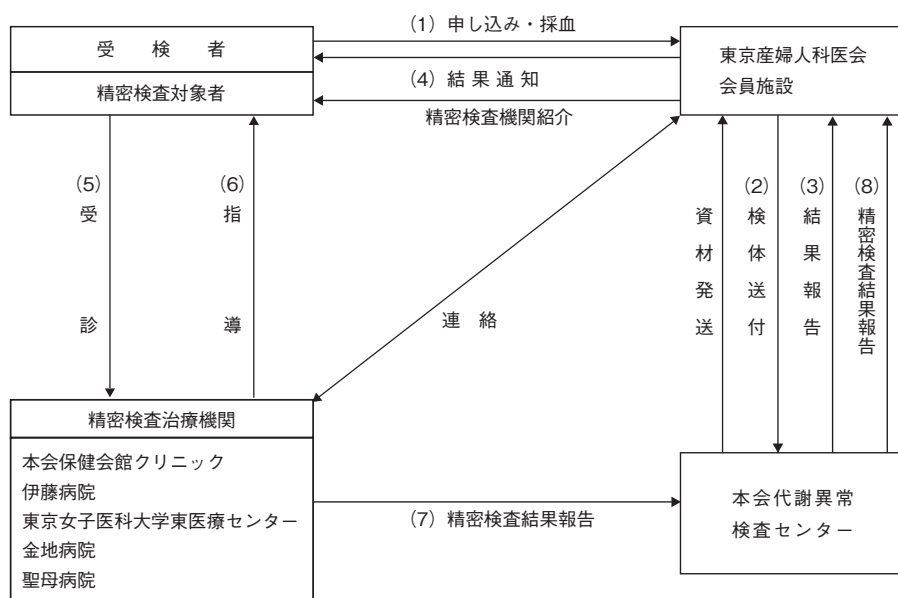 受 検 者
精密検査対象者
(1) 申し込み・採血
(4) 結果通知
精密検査機関紹介
東京産婦人科医会
会員施設
(5)
受診
(6)
指導
連絡
資材発送
(2)
検体送付
(3)
結果報告
(8)
精密検査結果報告
精密検査治療機関
本会保健会館クリニック
伊藤病院
東京女子医科大学東医療センター
金地病院
聖母病院
(7) 精密検査結果報告
本会代謝異常
検査センター